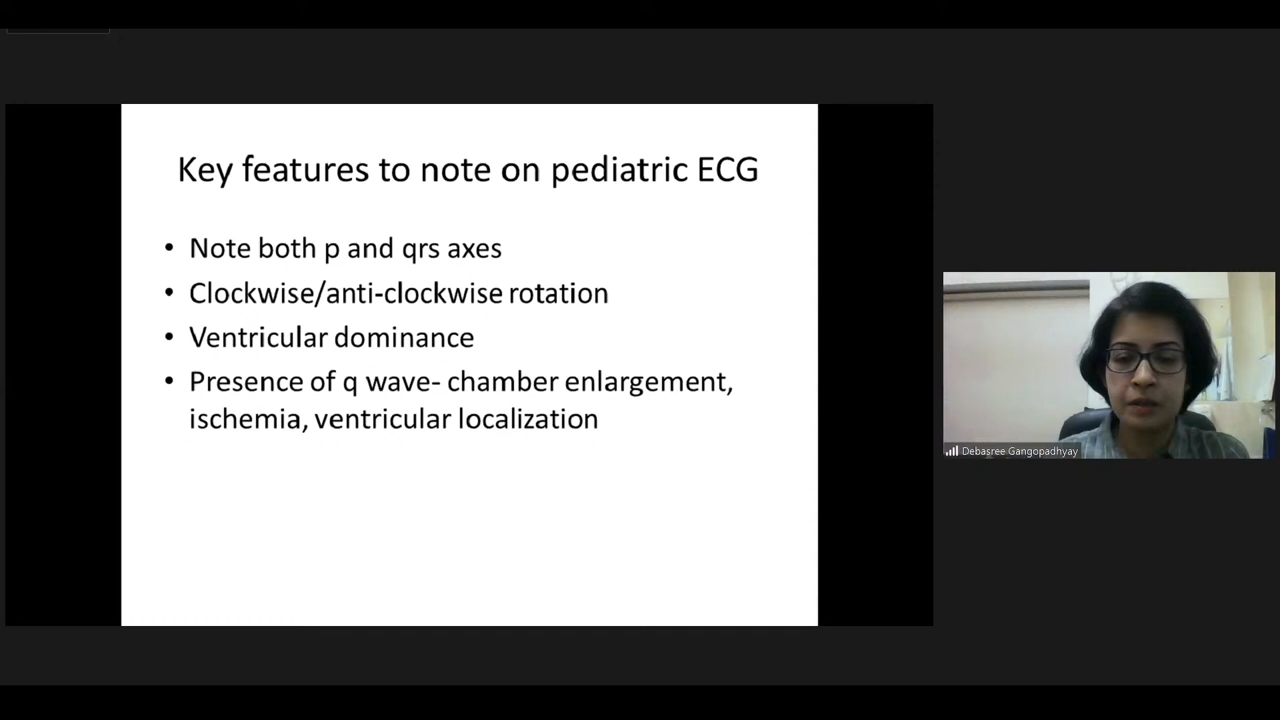 Key features to note on pediatric ECG
• Note both p and qrs axes
• Clockwise/anti-clockwise rotation
• Ventricular dominance
• Presence of q wave- chamber enlargement,
ischemia, ventricular localization
Debasree Gangopadhyay